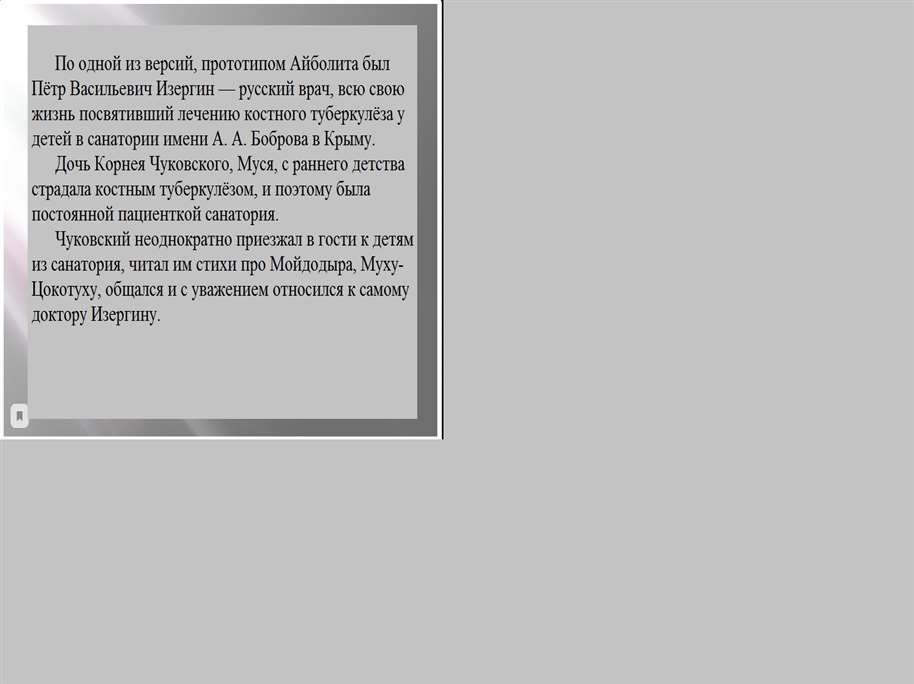 По одной из версий, прототипом Айболита был
Пётр Васильевич Изергин — русский врач, всю свою
жизнь посвятивший лечению костного туберкулёза у
детей в санатории имени А. А. Боброва в Крыму.
Дочь Корнея Чуковского, Муся, с раннего детства
страдала костным туберкулёзом, и поэтому была
постоянной пациенткой санатория.
Чуковский неоднократно приезжал в гости к детям
из санатория, читал им стихи про Мойдодыра, Муху-
Цокотуху, общался и с уважением относился к самому
доктору Изергину.